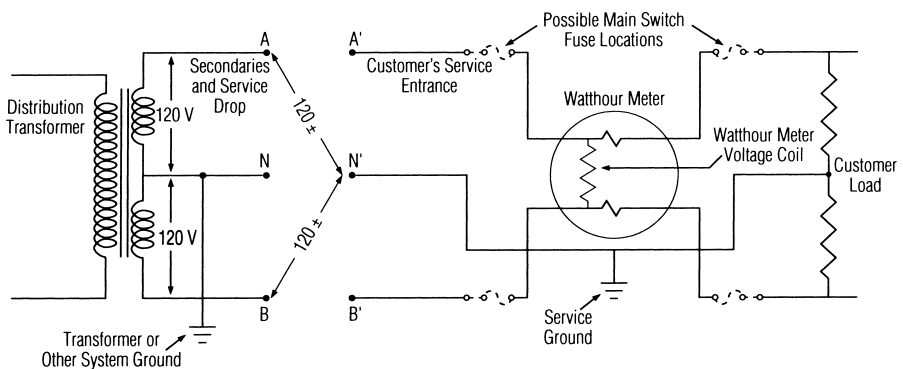 Possible Main Switch
Fuse Locations
A
A'
Secondaries
and Service
Drop
Customer's Service
Entrance
Distribution
Transformer
120 V
120 ±
Watthour Meter
Watthour Meter
Voltage Coil
N
N'
Customer
Load
120 V
120 ±
B
B'
Service
Ground
Transformer or
Other System Ground